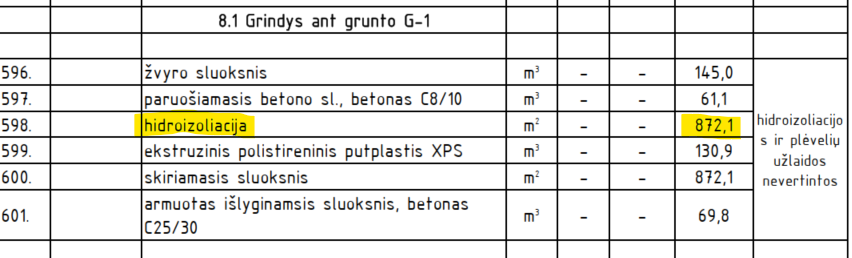 8.1 Grindys ant grunto G-1
596. žvyro sluoksnis m³ - - 145,0
597. paruošiamasis betono sl., betonas C8/10 m³ - - 61,1
598. hidroizoliacija m² - - 872,1
599. ekstruzinis polistireninis putplastis XPS m³ - - 130,9
600. skiriamasis sluoksnis m² - - 872,1
601. armuotas išlyginamsis sluoksnis, betonas
C25/30 m³ - - 69,8
hidroizoliacijo
s ir plėvelių
užlaidos
nevertintos